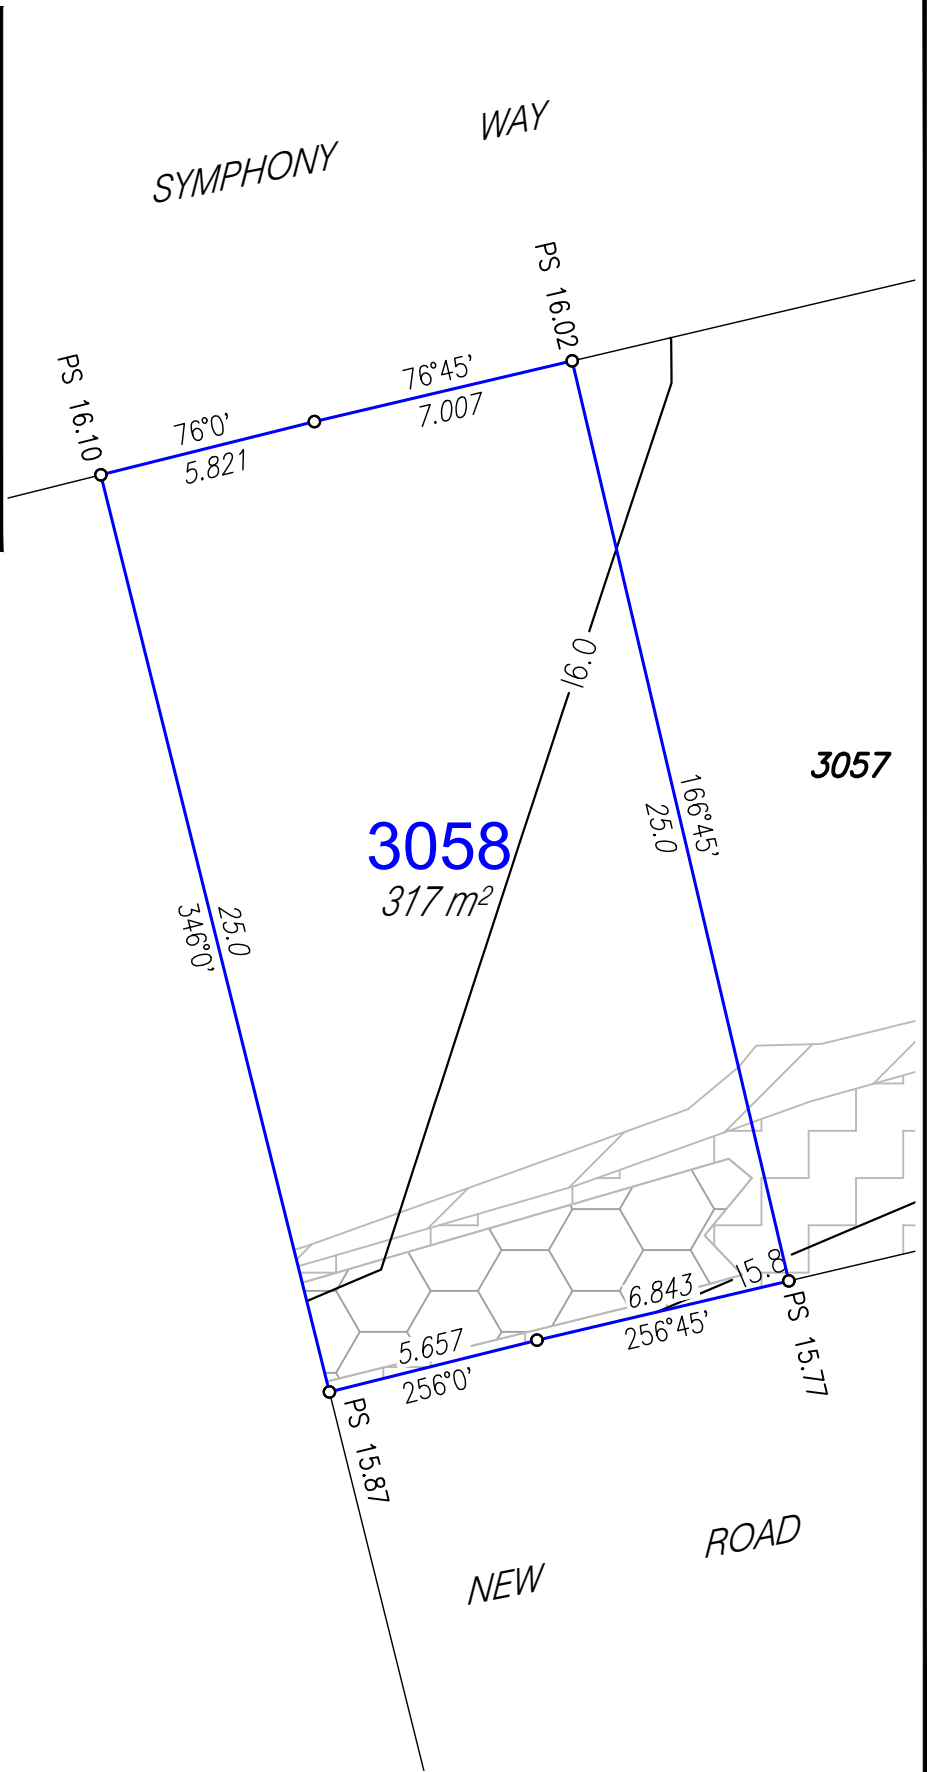 SYMPHONY WAY
PS 16.10
PS 16.02
76°0’
5.821
76°45’
7.007
16.0
3057
166°45’
25.0
3058
317 m²
25.0
346°0’
15.8
6.843
256°45’
5.657
256°0’
PS 15.77
PS 15.87
NEW ROAD